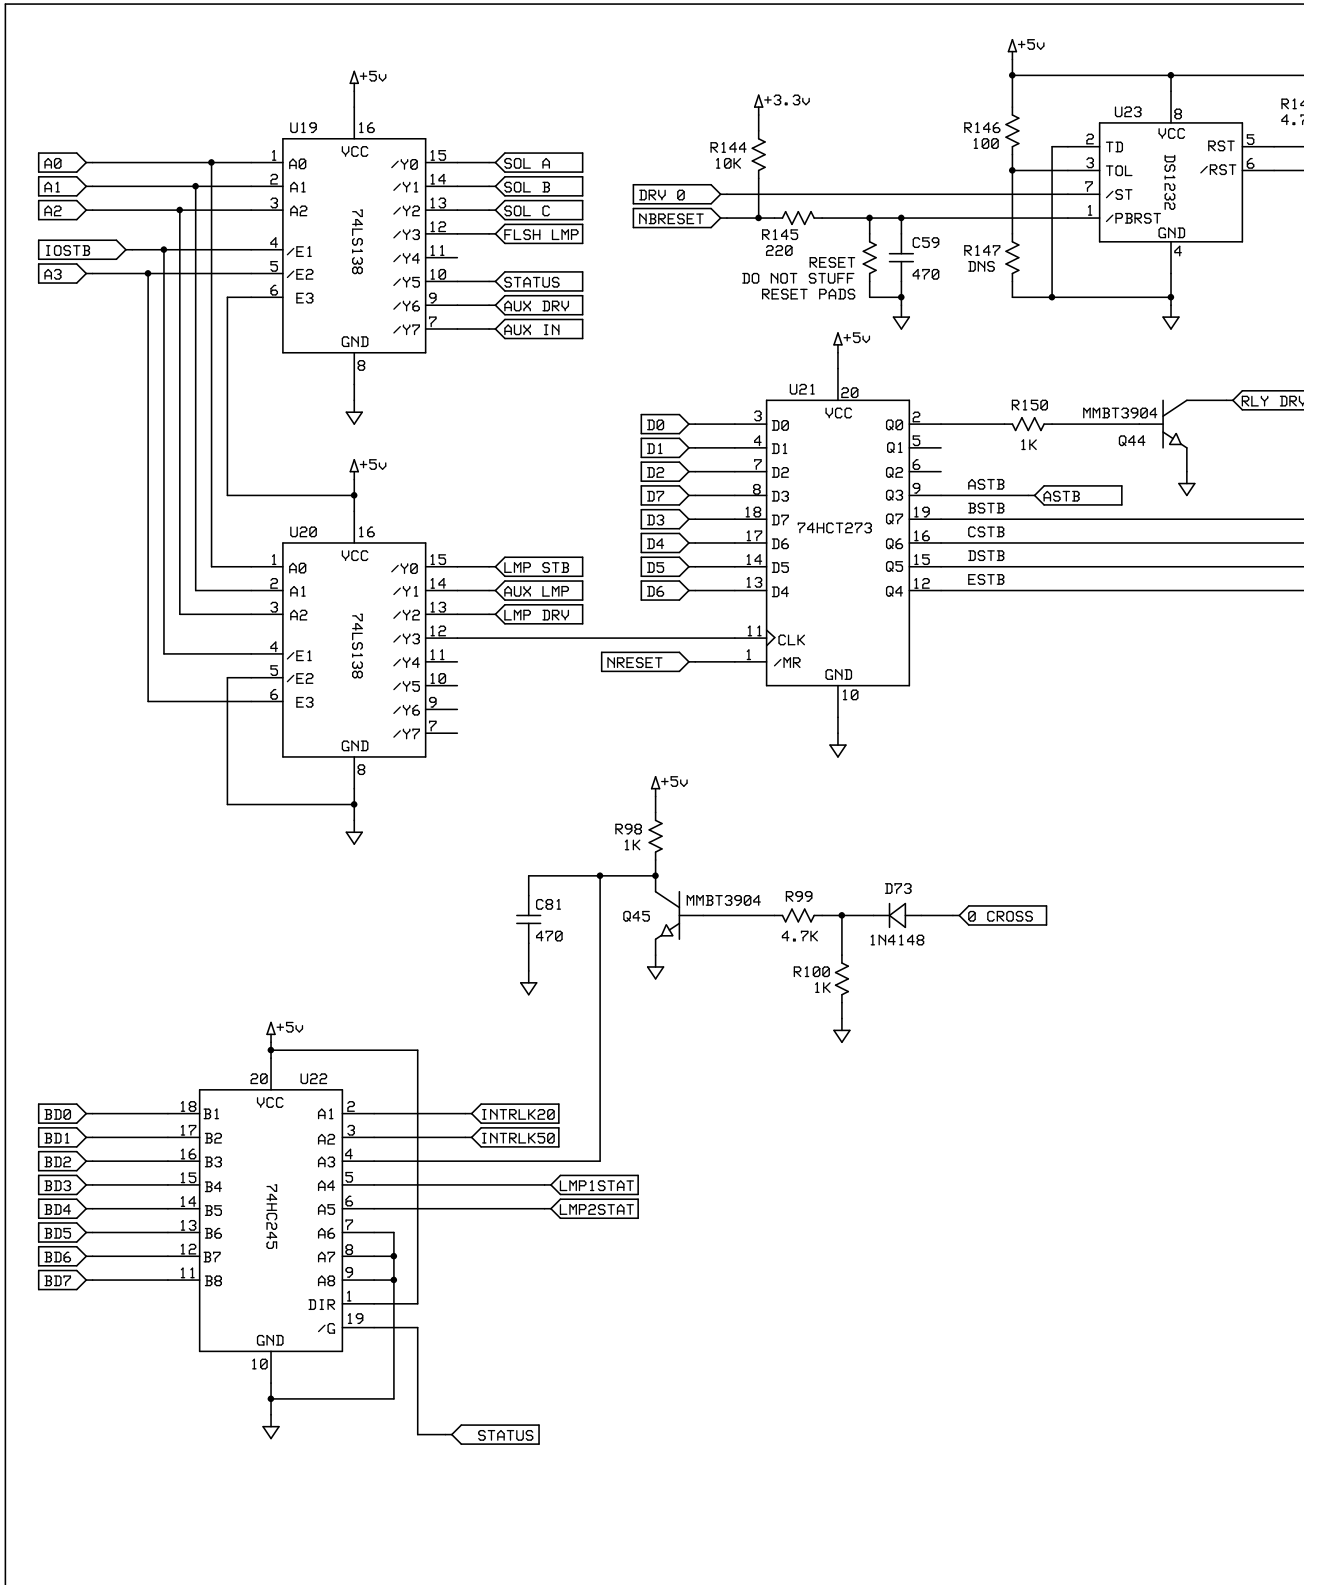 +5v
U19
16
VCC
A0
1
A0
/Y0
15
SOL A
A1
2
A1
/Y1
14
SOL B
A2
3
A2
/Y2
13
SOL C
/Y3
12
FLSH LMP
IOSTB
4
/E1
/Y4
11
A3
5
/E2
/Y5
10
STATUS
6
E3
/Y6
9
AUX DRV
/Y7
7
AUX IN
74LS138
GND
8
+5v
U20
16
VCC
1
A0
/Y0
15
LMP STB
2
A1
/Y1
14
AUX LMP
3
A2
/Y2
13
LMP DRV
/Y3
12
4
/E1
/Y4
11
5
/E2
/Y5
10
6
E3
/Y6
9
/Y7
7
74LS138
GND
8
+3.3v
R144
10K
DRV 0
NBRESET
R145
220
RESET
DO NOT STUFF
RESET PADS
C59
470
+5v
R146
100
R147
DNS
U23
8
VCC
2
TD
3
TOL
7
/ST
1
/PBRST
DS1232
RST
5
/RST
6
GND
4
R14
4.7
+5v
U21
20
VCC
D0
3
D0
Q0
2
D1
4
D1
Q1
5
D2
7
D2
Q2
6
D7
8
D3
Q3
9
ASTB
ASTB
D3
18
D7
Q7
19
BSTB
D4
17
D6
Q6
16
CSTB
D5
14
D5
Q5
15
DSTB
D6
13
D4
Q4
12
ESTB
74HCT273
11
CLK
NRESET
1
/MR
GND
10
R150
1K
MMBT3904
Q44
RLY DRV
+5v
R98
1K
C81
470
Q45
MMBT3904
R99
4.7K
D73
1N4148
0 CROSS
R100
1K
+5v
20
U22
VCC
BD0
18
B1
A1
2
INTRLK20
BD1
17
B2
A2
3
INTRLK50
BD2
16
B3
A3
4
BD3
15
B4
A4
5
LMP1STAT
BD4
14
B5
A5
6
LMP2STAT
BD5
13
B6
A6
7
BD6
12
B7
A7
8
BD7
11
B8
A8
9
74HC245
DIR
1
/G
19
GND
10
STATUS